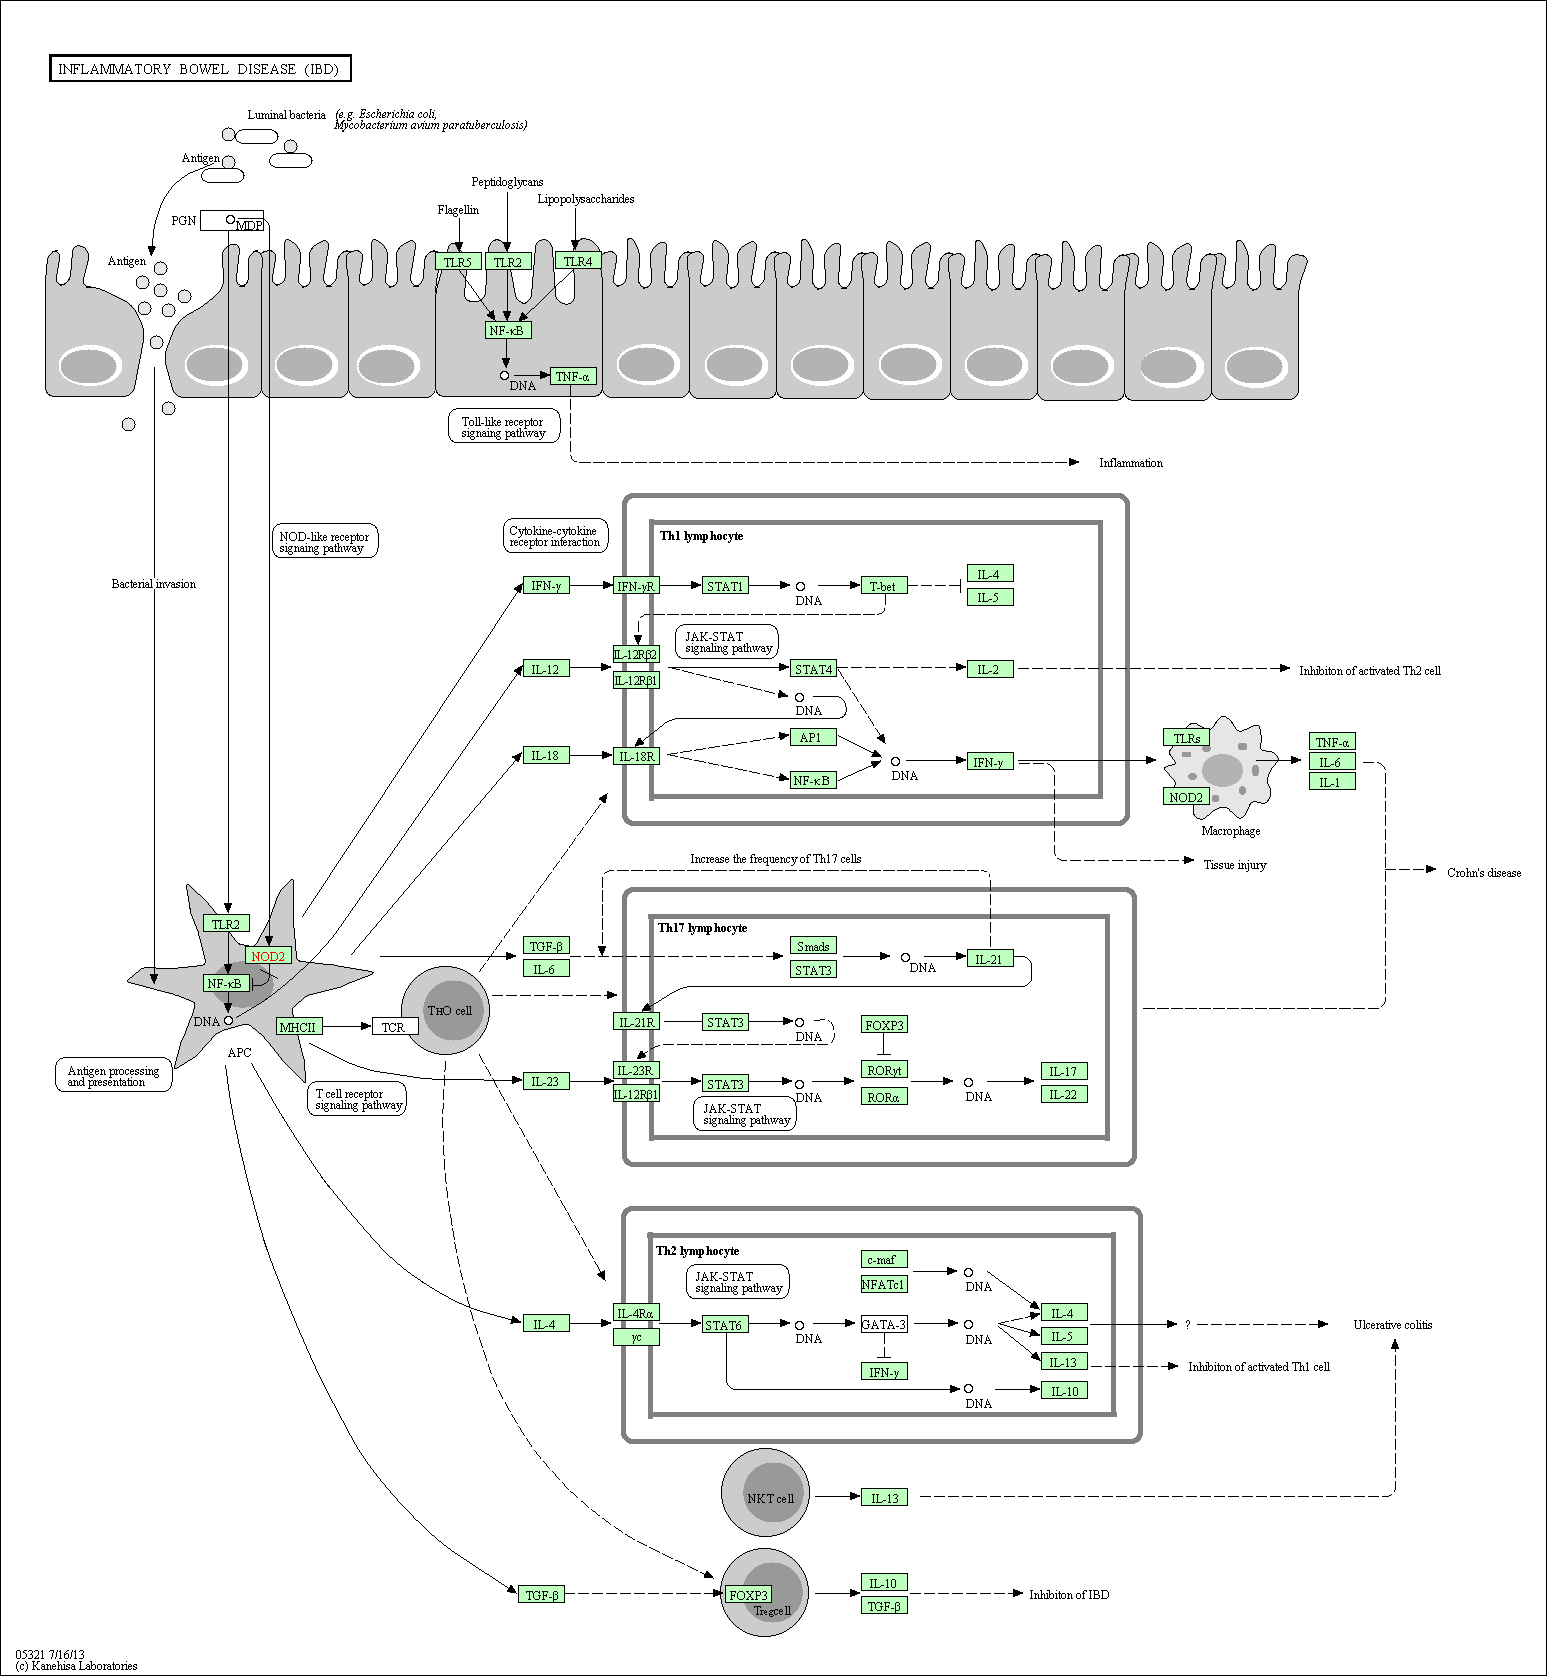 INFLAMMATORY BOWEL DISEASE (IBD)
Luminal bacteria
(e.g. Escherichia coli,
Mycobacterium avium paratuberculosis)
Antigen
PGN
MDP
Antigen
Flagellin
Peptidoglycans
Lipopolysaccharides
TLR5
TLR2
TLR4
NF-κB
DNA
TNF-α
Toll-like receptor
signaing pathway
Inflammation
NOD-like receptor
signaing pathway
Bacterial invasion
Cytokine-cytokine
receptor interaction
Th1 lymphocyte
IFN-γ
IFN-γR
STAT1
DNA
T-bet
IL-4
IL-5
JAK-STAT
signaling pathway
IL-12
IL-12Rβ2
IL-12Rβ1
STAT4
DNA
IL-2
Inhibiton of activated Th2 cell
IL-18
IL-18R
AP1
NF-κB
DNA
IFN-γ
TLRs
NOD2
Macrophage
TNF-α
IL-6
IL-1
Tissue injury
Crohn's disease
Increase the frequency of Th17 cells
TLR2
NOD2
NF-κB
DNA
MHCII
TCR
TH0 cell
APC
Antigen processing
and presentation
T cell receptor
signaling pathway
Th17 lymphocyte
TGF-β
IL-6
Smads
STAT3
DNA
IL-21
IL-21R
STAT3
DNA
FOXP3
IL-23
IL-23R
IL-12Rβ1
STAT3
DNA
RORγt
RORα
DNA
IL-17
IL-22
JAK-STAT
signaling pathway
Th2 lymphocyte
JAK-STAT
signaling pathway
c-maf
NFATc1
DNA
IL-4
IL-4Rα
γc
STAT6
DNA
GATA-3
DNA
IL-4
IL-5
IL-13
?
Ulcerative colitis
Inhibiton of activated Th1 cell
IFN-γ
DNA
IL-10
NKT cell
IL-13
TGF-β
FOXP3
Treg cell
IL-10
TGF-β
Inhibiton of IBD
05321 7/16/13
(c) Kanehisa Laboratories